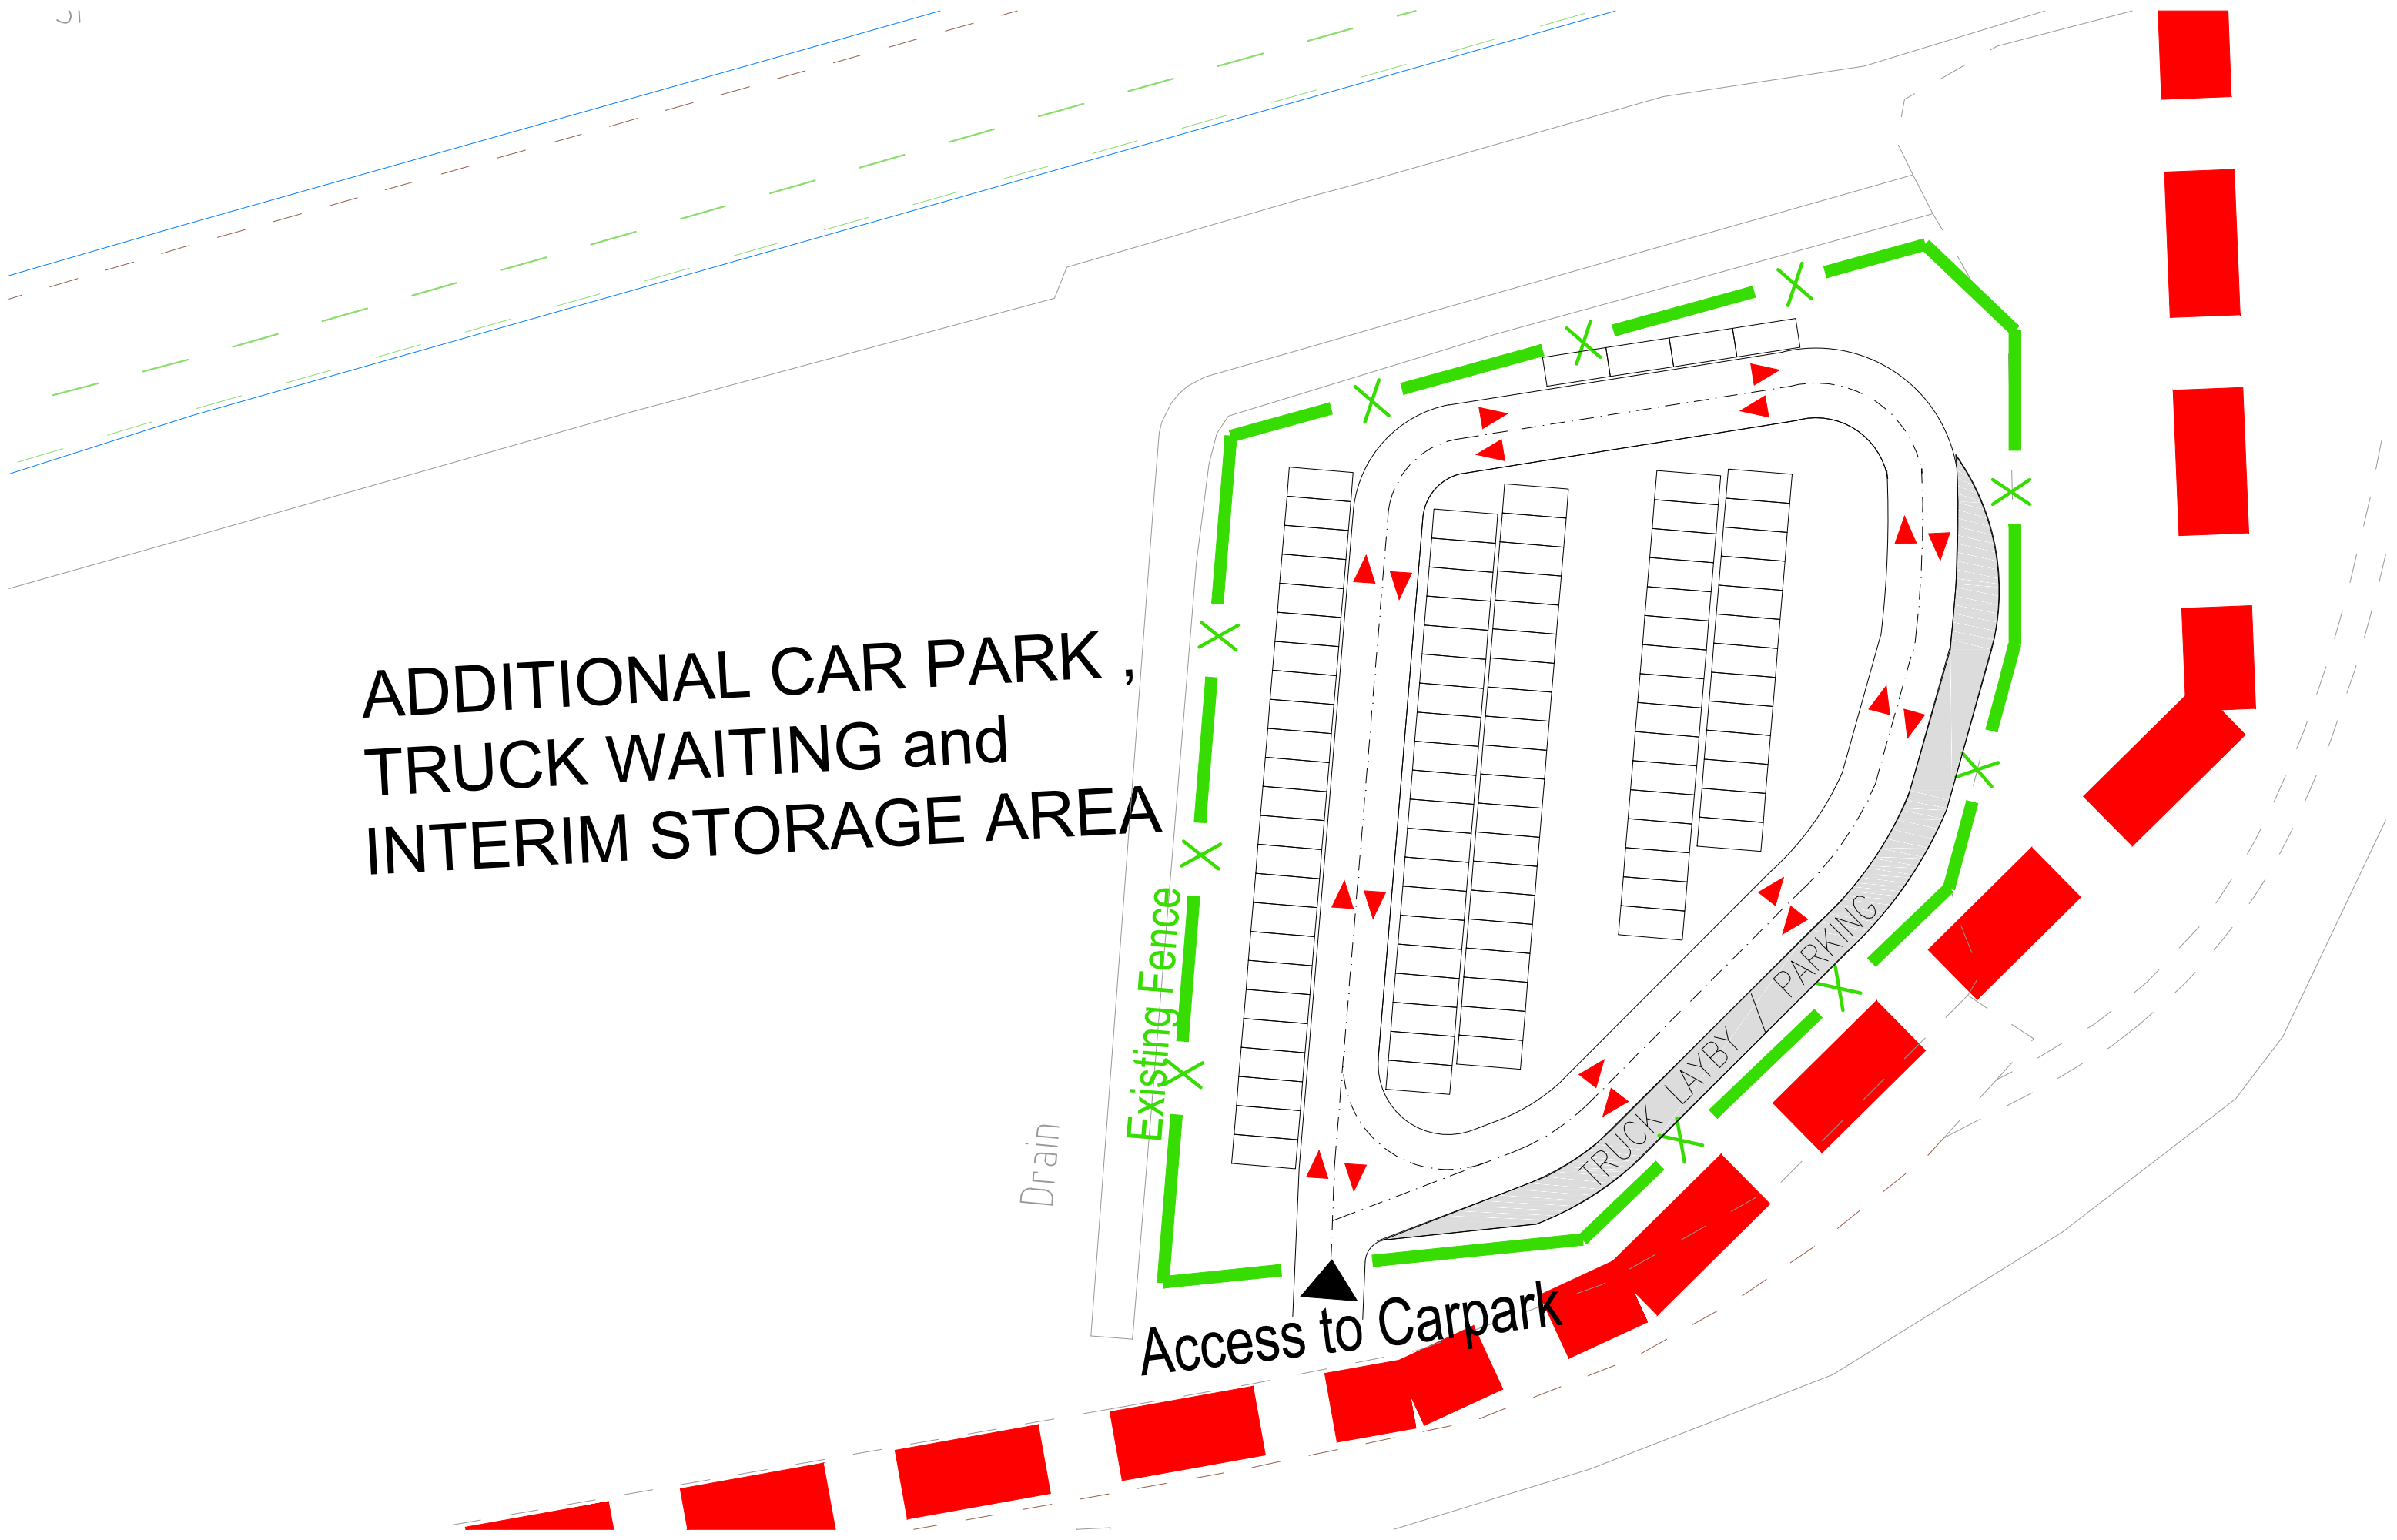 ADDITIONAL CAR PARK ,
TRUCK WAITING and
INTERIM STORAGE AREA
Existing Fence
Drain
TRUCK LAYBY / PARKING
Access to Carpark